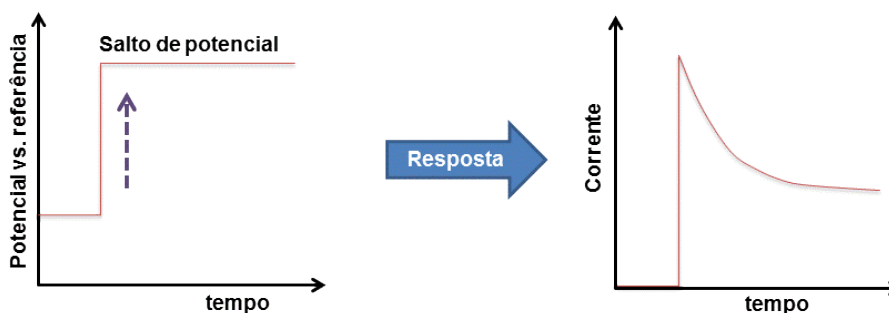 Potencial vs. referência
Salto de potencial
tempo
Resposta
Corrente
tempo